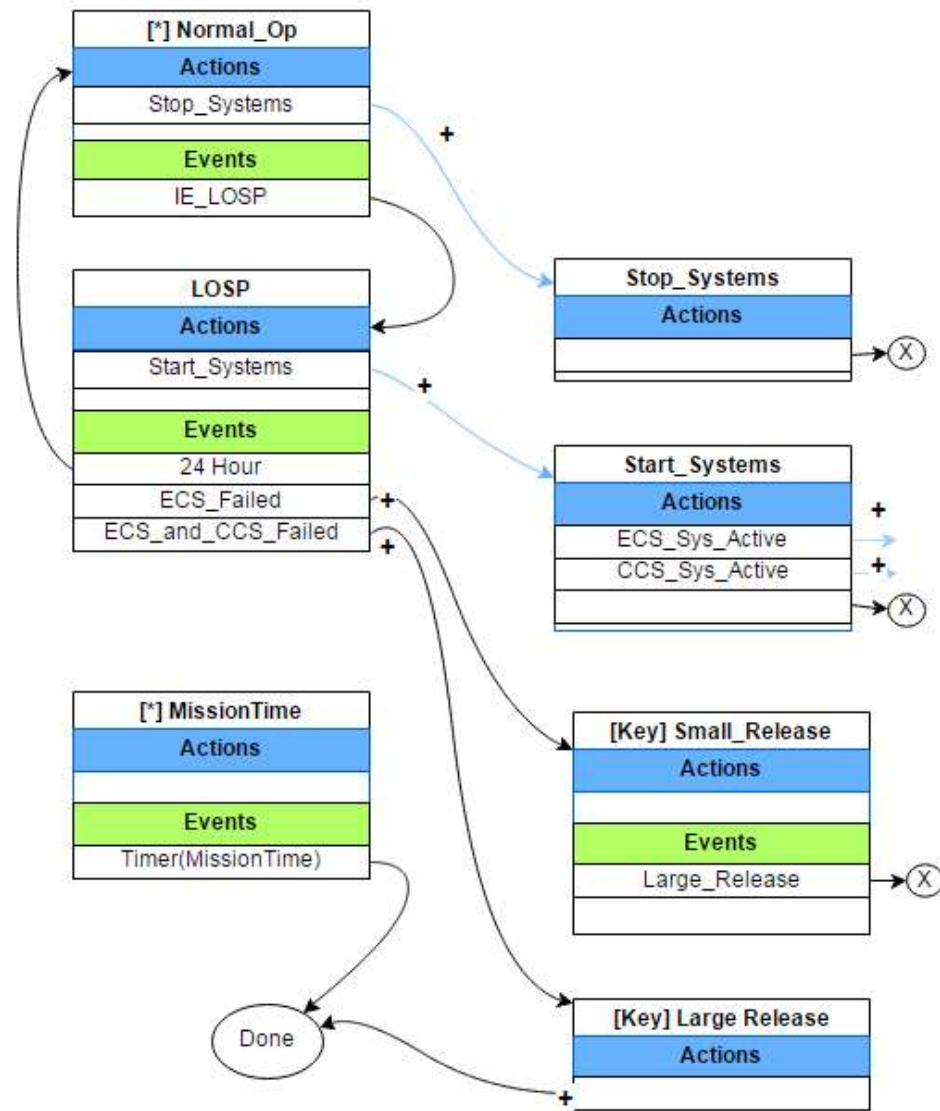 [*] Normal_Op
Actions
Stop_Systems
+
Events
IE_LOSP
LOSP
Actions
Start_Systems
+
Events
24 Hour
ECS_Failed
+
ECS_and_CCS_Failed
+
Stop_Systems
Actions
X
Start_Systems
Actions
+
ECS_Sys_Active
+
CCS_Sys_Active
X
[*] MissionTime
Actions
Events
Timer(MissionTime)
[Key] Small_Release
Actions
Events
Large_Release
X
Done
[Key] Large Release
Actions
+